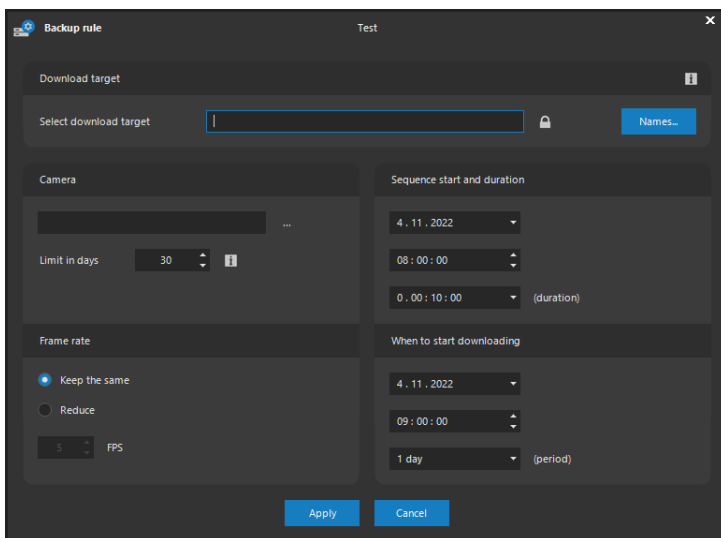 Backup rule
Test
Download target
Select download target
Names...
Camera
...
Limit in days
30
Frame rate
Keep the same
Reduce
5
FPS
Sequence start and duration
4 . 11 . 2022
08 : 00 : 00
0 . 00 : 10 : 00
(duration)
When to start downloading
4 . 11 . 2022
09 : 00 : 00
1 day
(period)
Apply
Cancel